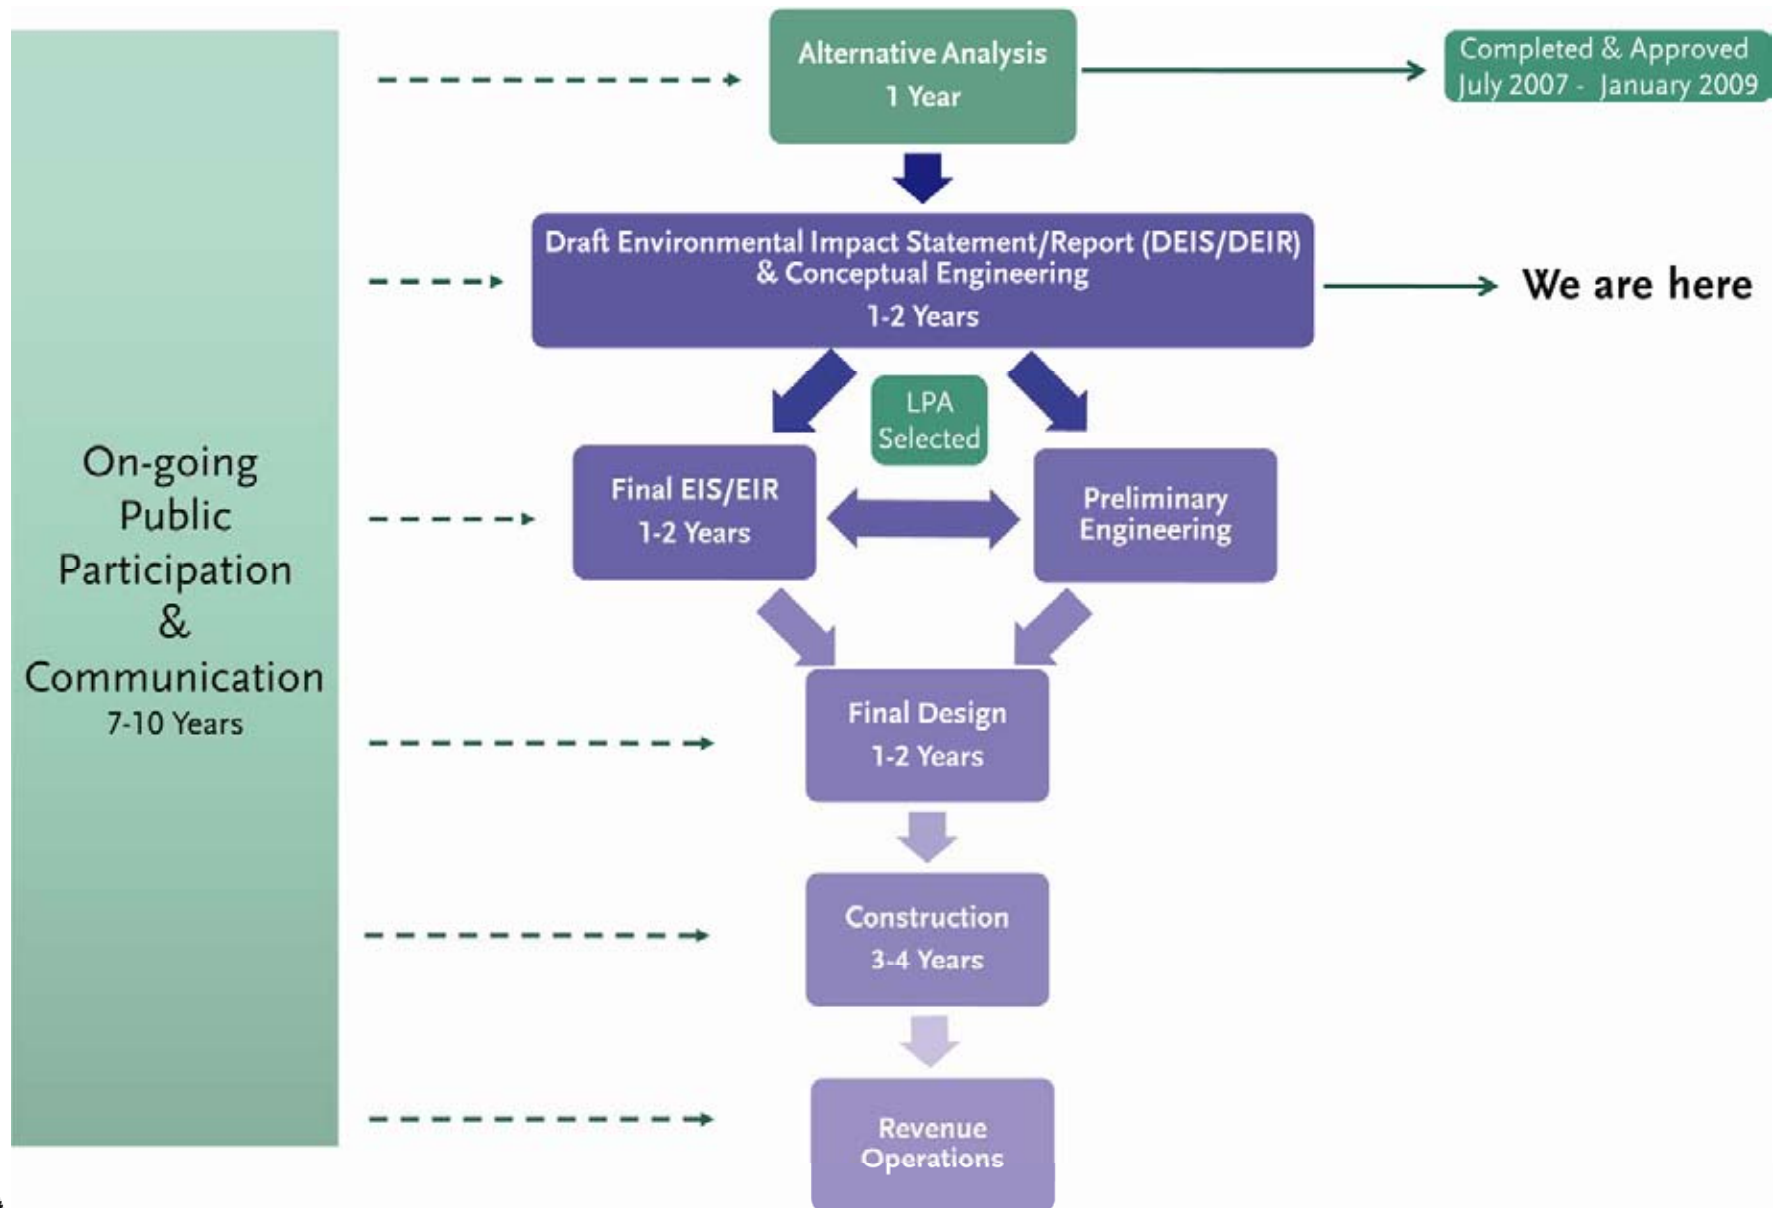 Alternative Analysis
1 Year
Completed & Approved
July 2007 - January 2009
Draft Environmental Impact Statement/Report (DEIS/DEIR)
& Conceptual Engineering
1-2 Years
We are here
LPA
Selected
Final EIS/EIR
1-2 Years
Preliminary
Engineering
On-going
Public
Participation
&
Communication
7-10 Years
Final Design
1-2 Years
Construction
3-4 Years
Revenue
Operations